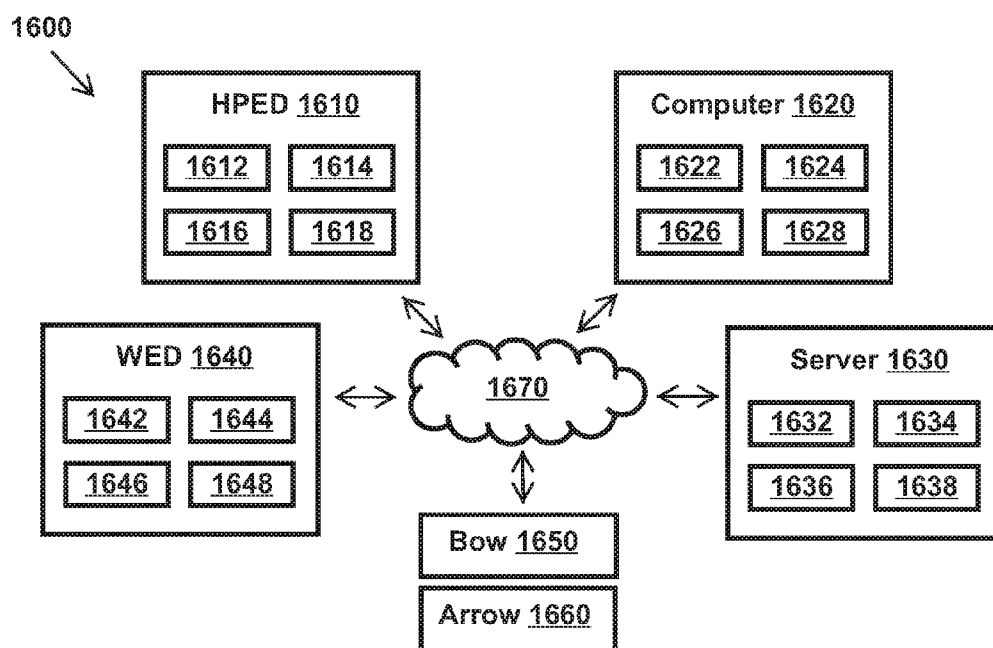 1600
HPED 1610
1612 1614
1616 1618
Computer 1620
1622 1624
1626 1628
WED 1640
1642 1644
1646 1648
1670
Server 1630
1632 1634
1636 1638
Bow 1650
Arrow 1660